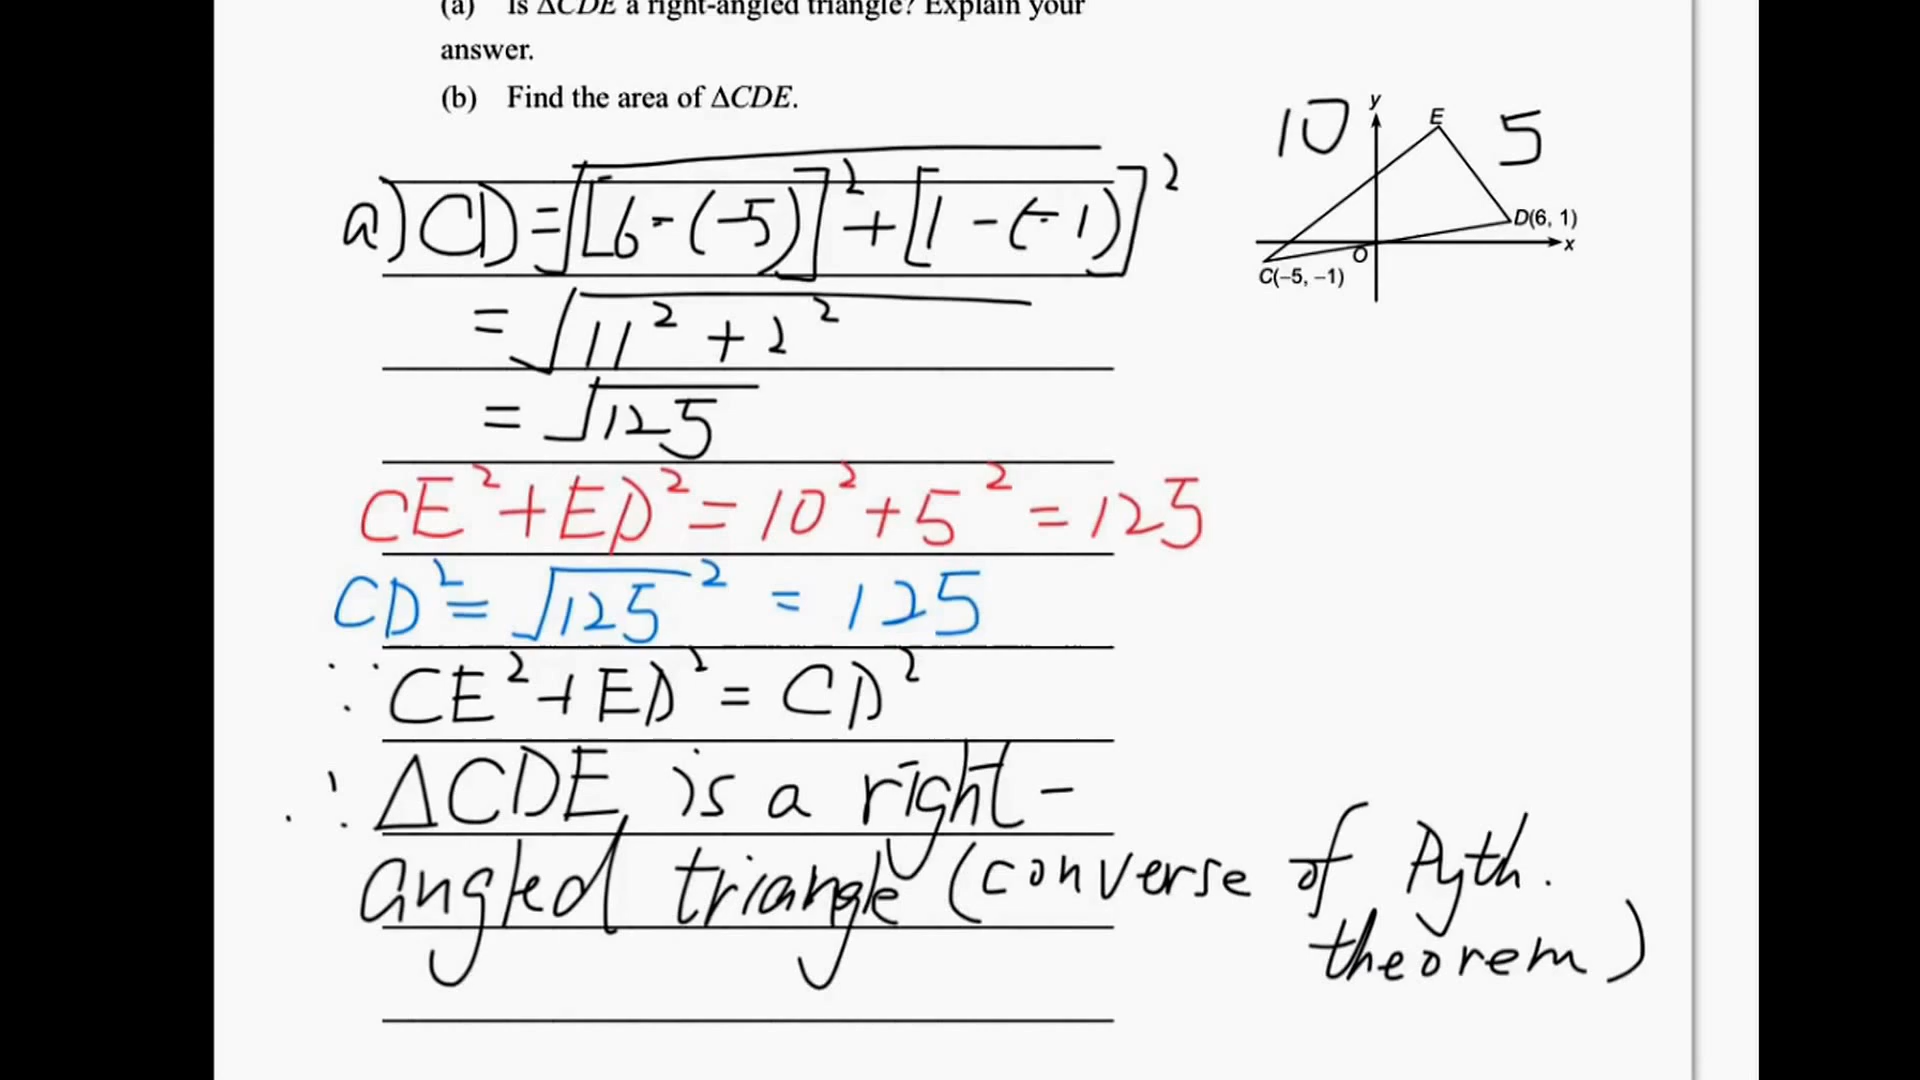 (a) Is ΔCDE a right-angled triangle? Explain your
answer.
(b) Find the area of ΔCDE.
10
y
E
5
D(6, 1)
x
O
C(−5, −1)
a) CD = √[6-(-5)]² + [1-(-1)]²
= √11² + 2²
= √125
CE² + ED² = 10² + 5² = 125
CD² = √125² = 125
∵ CE² + ED² = CD²
∴ ΔCDE is a right-
angled triangle (converse of Pyth.
theorem)